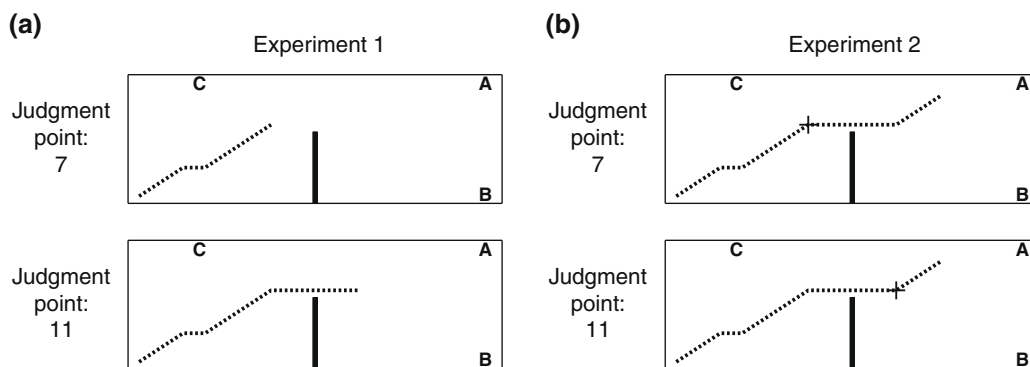 (a)
Experiment 1
Judgment
point:
7
C
A
B
Judgment
point:
11
C
A
B
(b)
Experiment 2
Judgment
point:
7
C
A
B
Judgment
point:
11
C
A
B